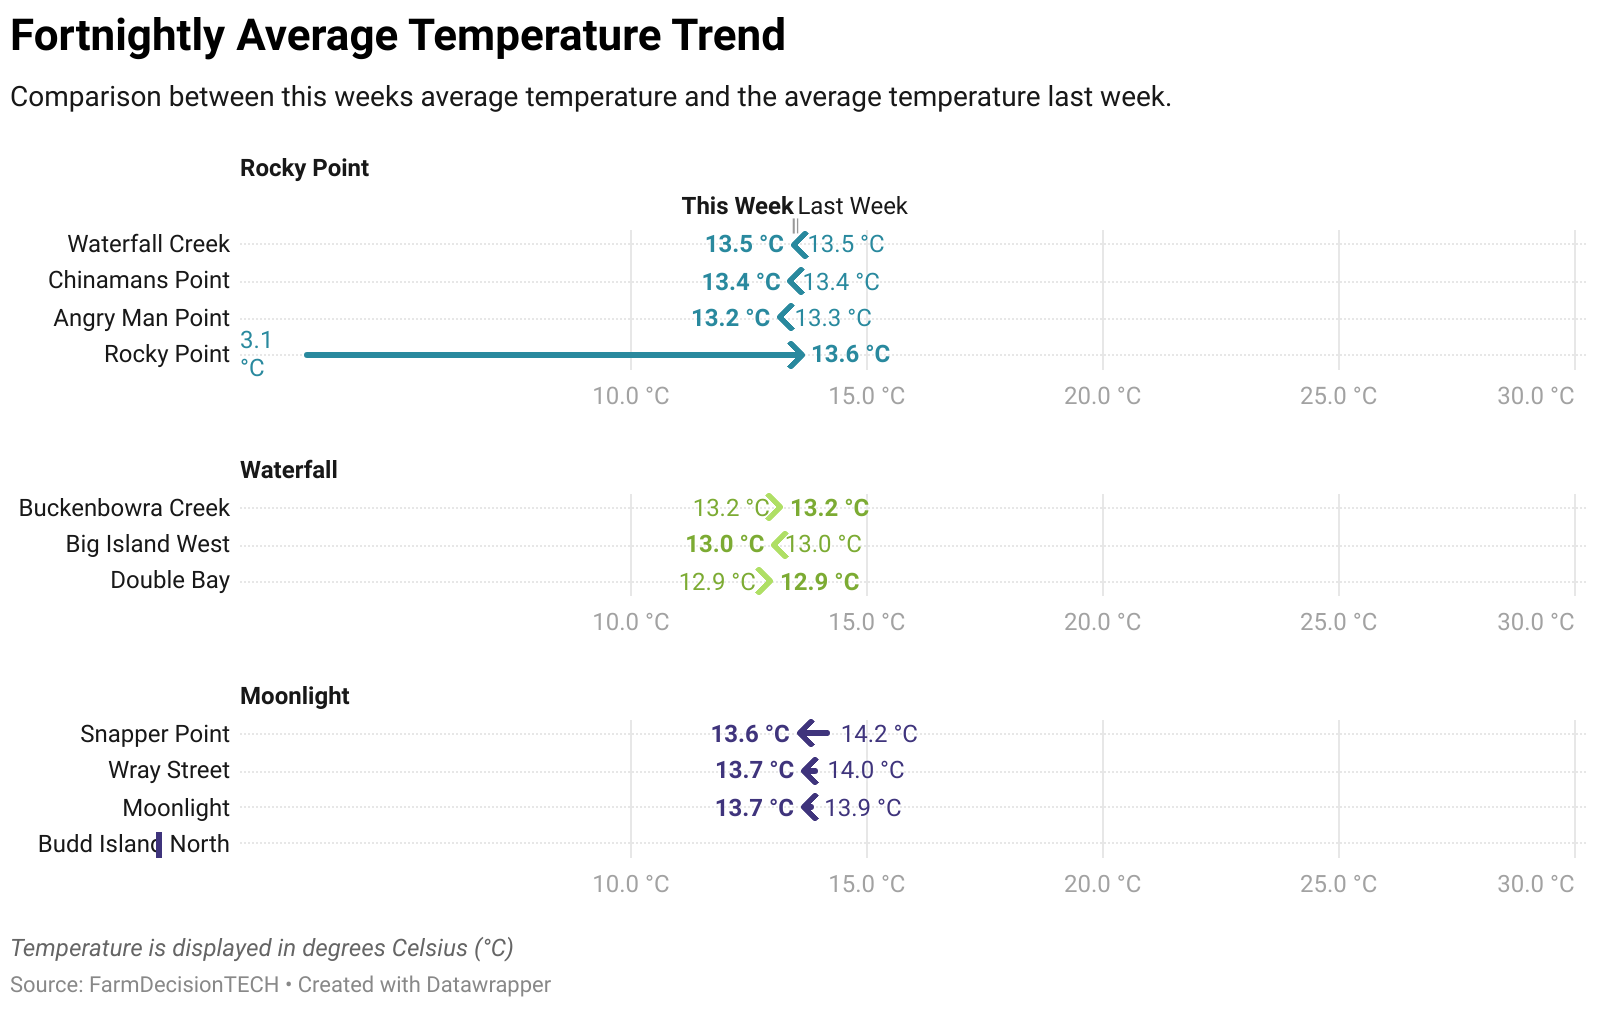 Fortnightly Average Temperature Trend
Comparison between this weeks average temperature and the average temperature last week.
Rocky Point
This Week Last Week
Waterfall Creek 13.5 °C 13.5 °C
Chinamans Point 13.4 °C 13.4 °C
Angry Man Point 13.2 °C 13.3 °C
Rocky Point 3.1 °C 13.6 °C
10.0 °C 15.0 °C 20.0 °C 25.0 °C 30.0 °C
Waterfall
Buckenbowra Creek 13.2 °C 13.2 °C
Big Island West 13.0 °C 13.0 °C
Double Bay 12.9 °C 12.9 °C
10.0 °C 15.0 °C 20.0 °C 25.0 °C 30.0 °C
Moonlight
Snapper Point 13.6 °C 14.2 °C
Wray Street 13.7 °C 14.0 °C
Moonlight 13.7 °C 13.9 °C
Budd Island North
10.0 °C 15.0 °C 20.0 °C 25.0 °C 30.0 °C
Temperature is displayed in degrees Celsius (°C)
Source: FarmDecisionTECH • Created with Datawrapper